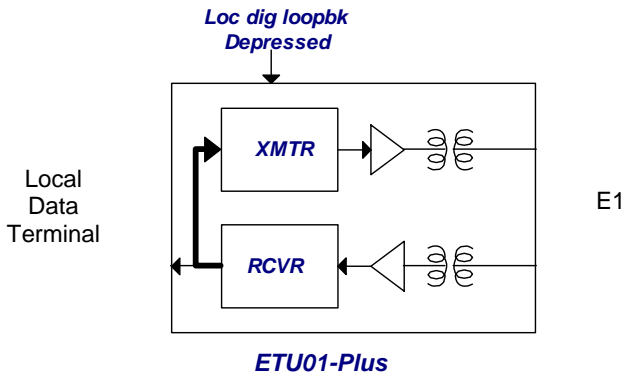 Loc dig loopbk
Depressed
XMTR
Local
Data
Terminal
E1
RCVR
ETU01-Plus